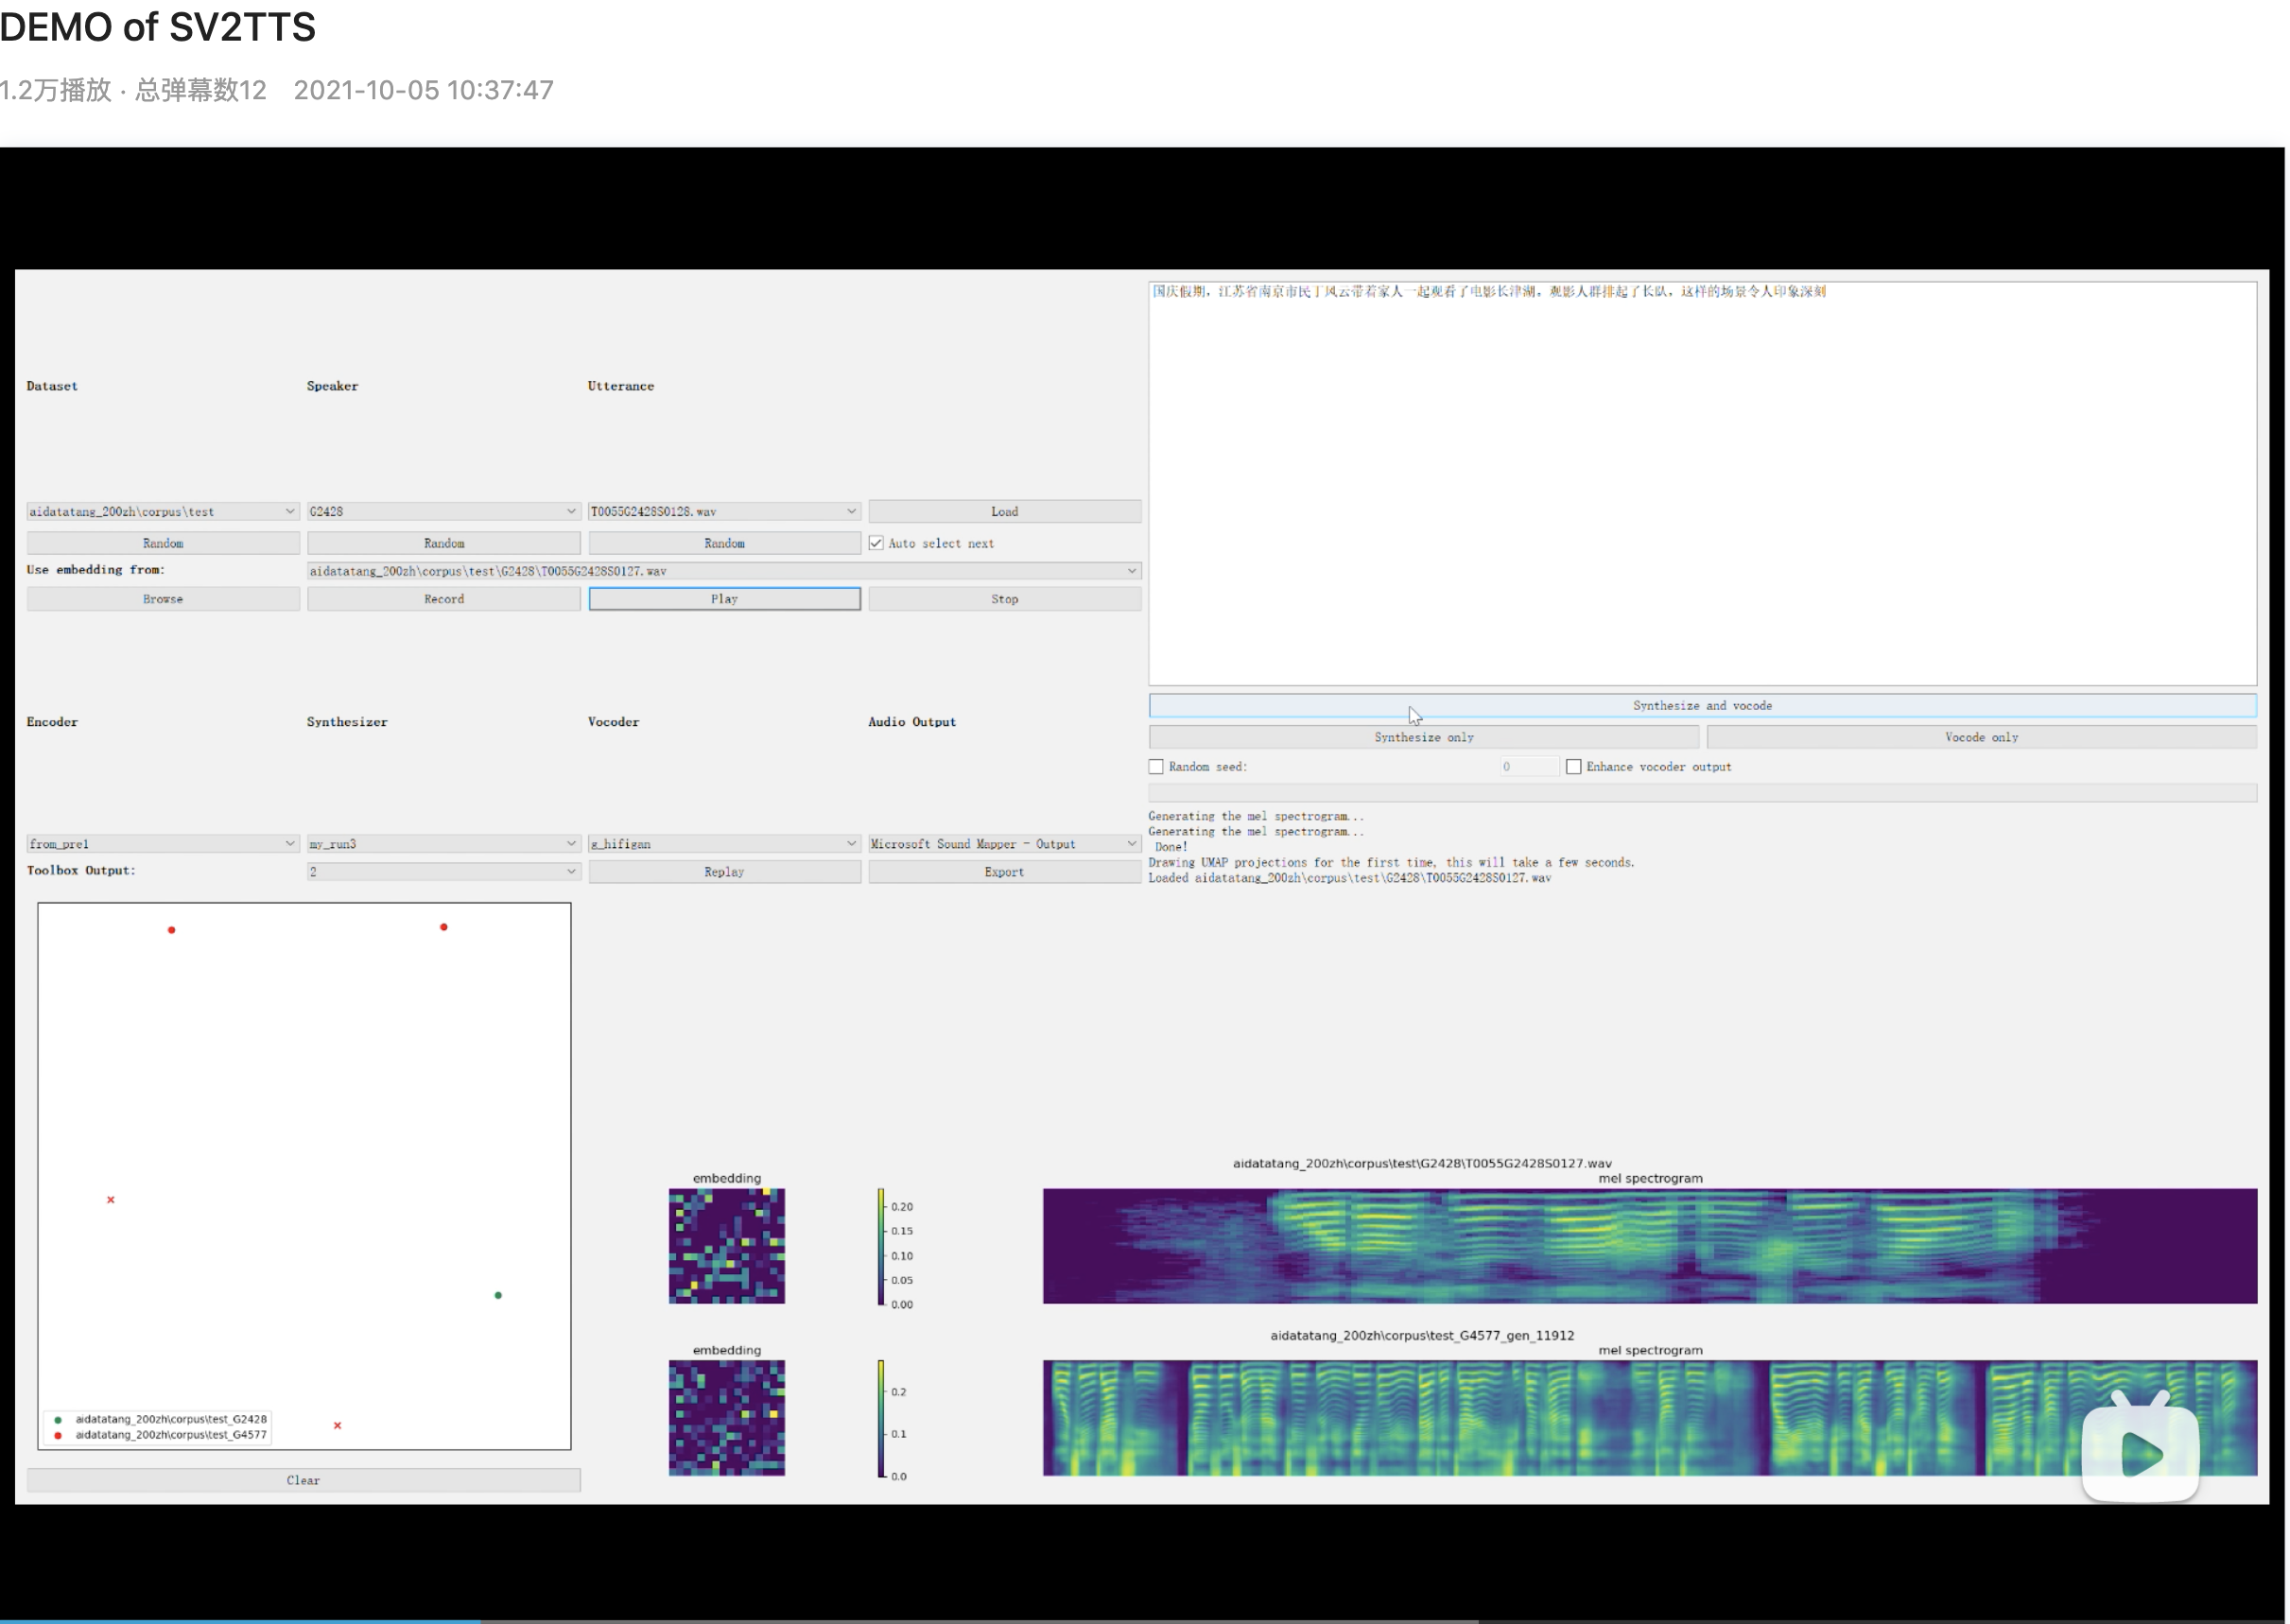 DEMO of SV2TTS
1.2万播放 · 总弹幕数12 2021-10-05 10:37:47
国庆假期，江苏省南京市民丁风云带着家人一起观看了电影长津湖，观影人群排起了长队，这样的场景令人印象深刻
Dataset Speaker Utterance
aidatatang_200zh\corpus\test G2428 T0055G2428S0128.wav Load
Random Random Random Auto select next
Use embedding from: aidatatang_200zh\corpus\test\G2428\T0055G2428S0127.wav
Browse Record Play Stop
Synthesize and vocode
Encoder Synthesizer Vocoder Audio Output
Synthesize only Vocode only
Random seed: 0 Enhance vocoder output
Generating the mel spectrogram...
Generating the mel spectrogram...
Done!
Drawing UMAP projections for the first time, this will take a few seconds.
Loaded aidatatang_200zh\corpus\test\G2428\T0055G2428S0127.wav
from_pre1 my_run3 g_hifigan Microsoft Sound Mapper - Output
Toolbox Output: 2 Replay Export
aidatatang_200zh\corpus\test\G2428\T0055G2428S0127.wav
embedding mel spectrogram
0.20
0.15
0.10
0.05
0.00
aidatatang_200zh\corpus\test_G4577_gen_11912
embedding mel spectrogram
0.2
0.1
0.0
aidatatang_200zh\corpus\test_G2428
aidatatang_200zh\corpus\test_G4577
Clear